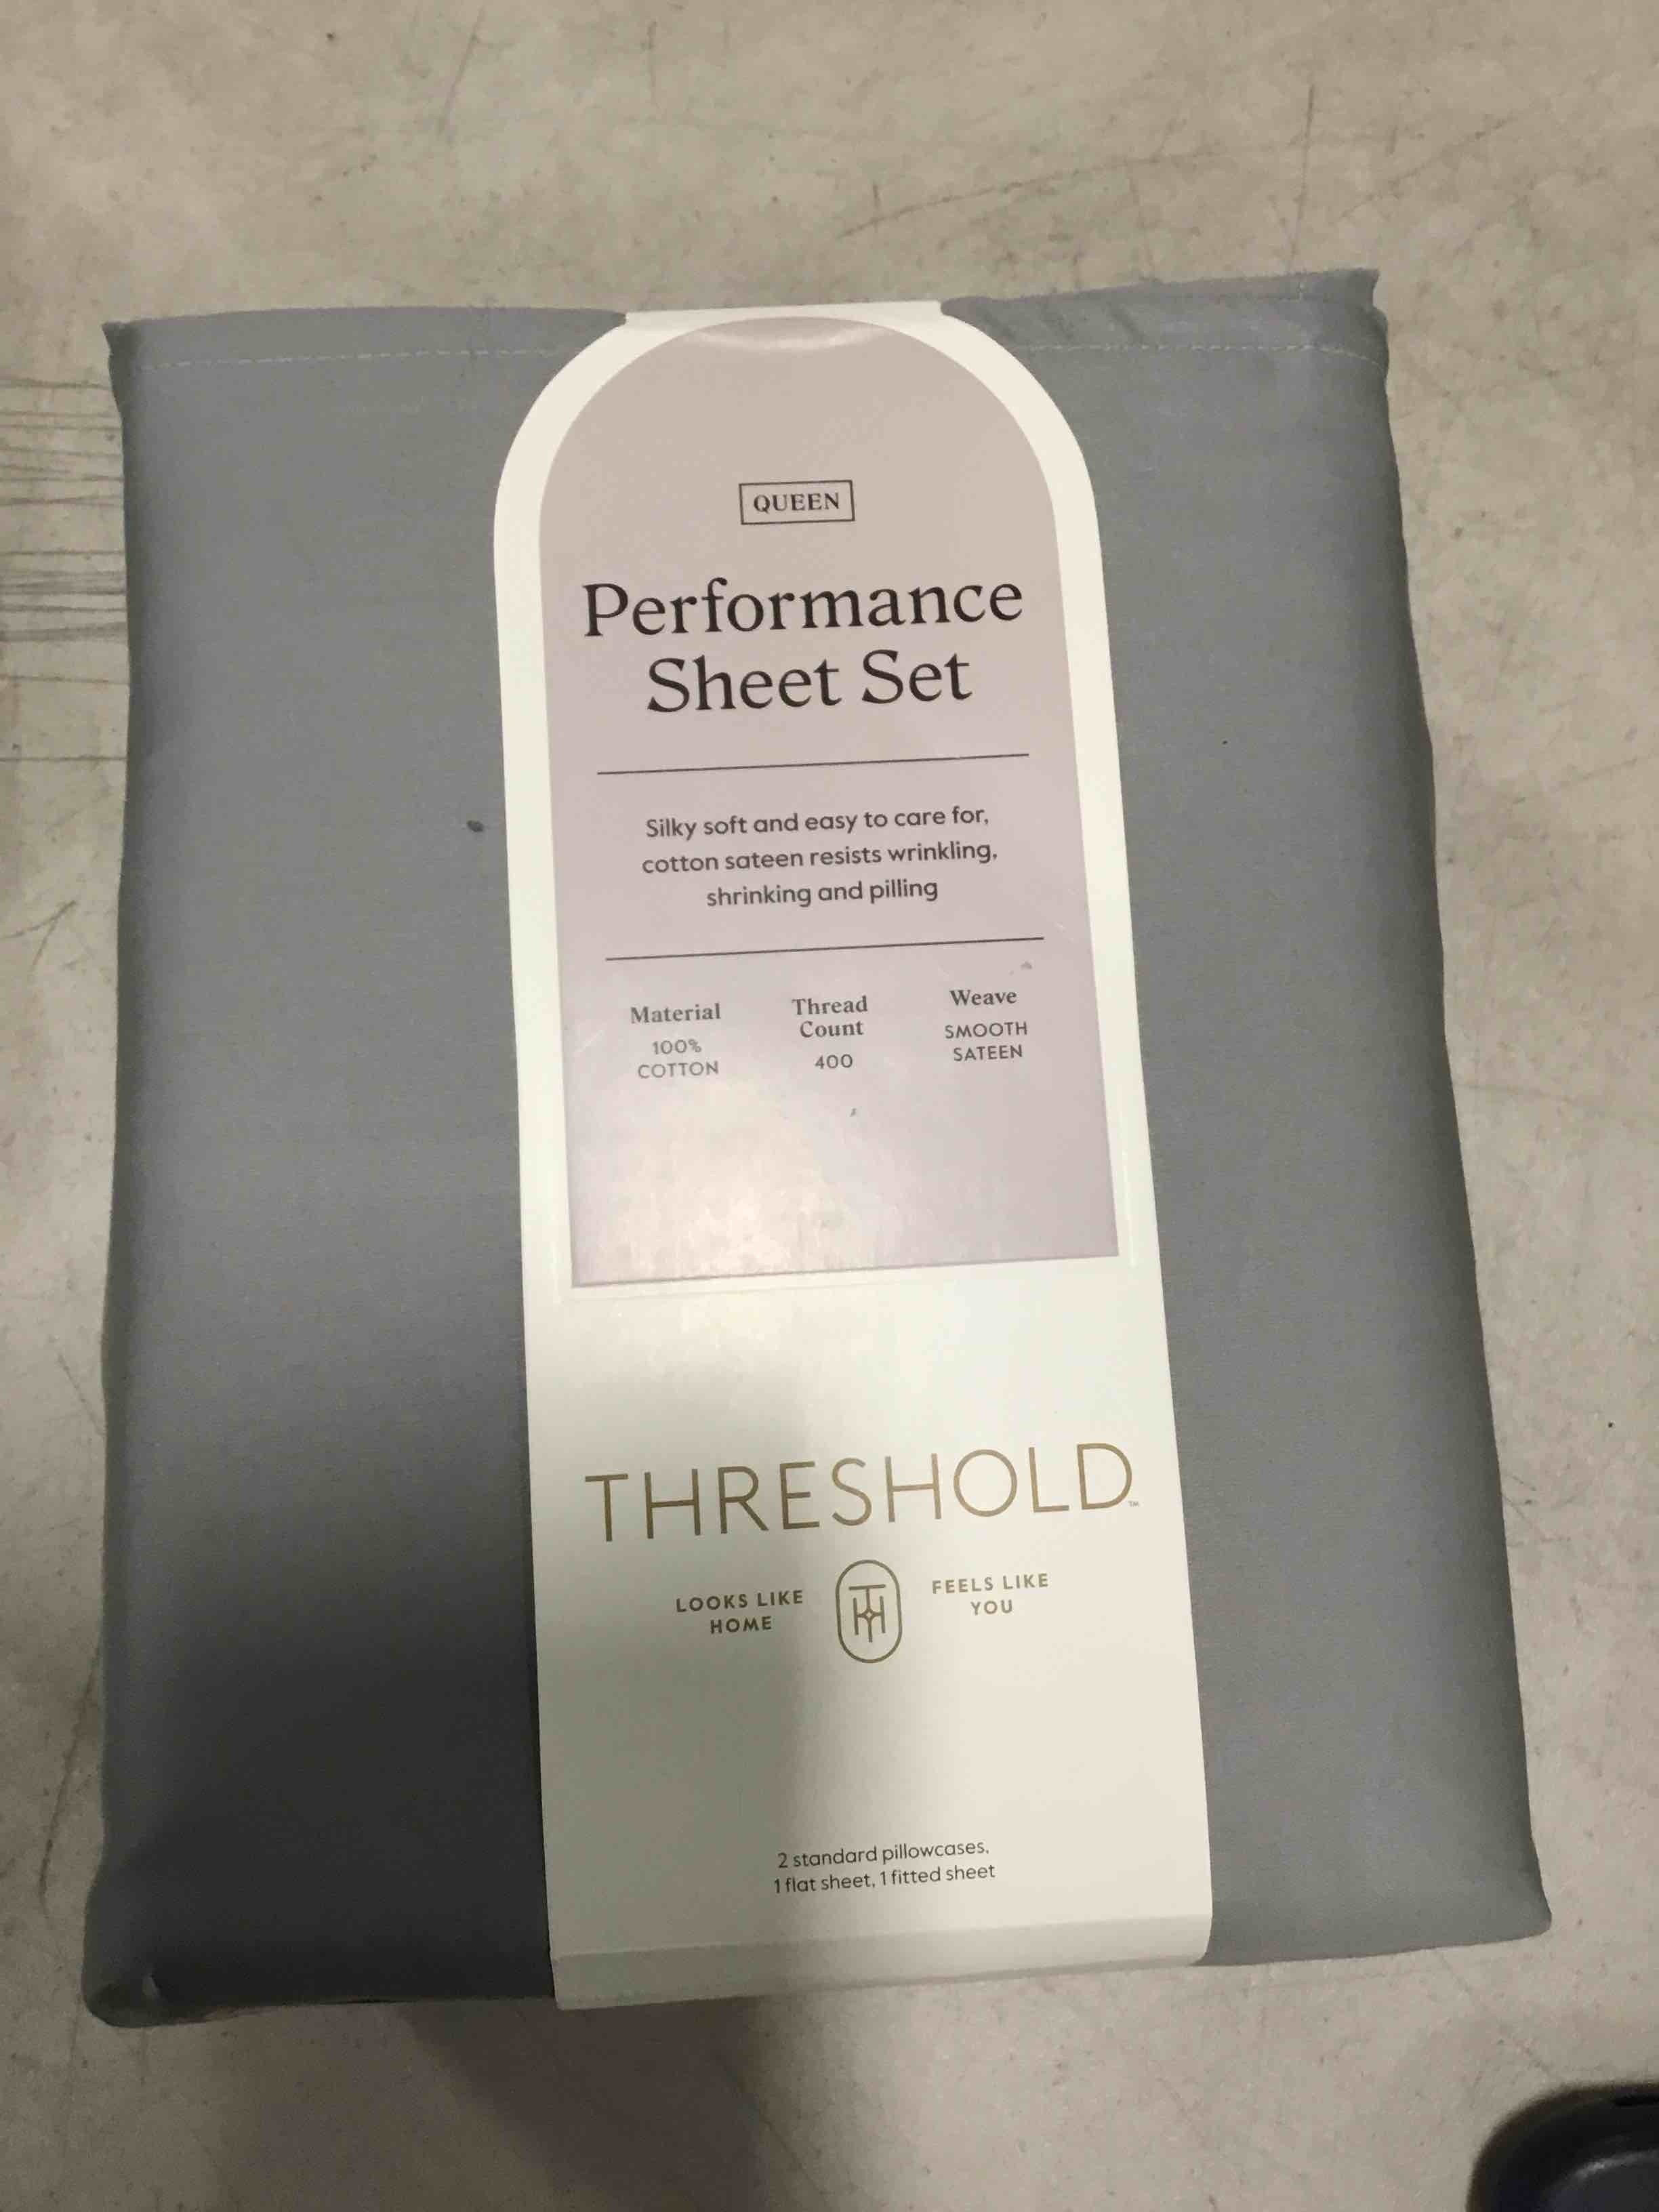 QUEEN
Performance
Sheet Set
Silky soft and easy to care for,
cotton sateen resists wrinkling,
shrinking and pilling
Material
100%
COTTON
Thread
Count
400
Weave
SMOOTH
SATEEN
THRESHOLD™
LOOKS LIKE
HOME
TH
FEELS LIKE
YOU
2 standard pillowcases,
1 flat sheet, 1 fitted sheet